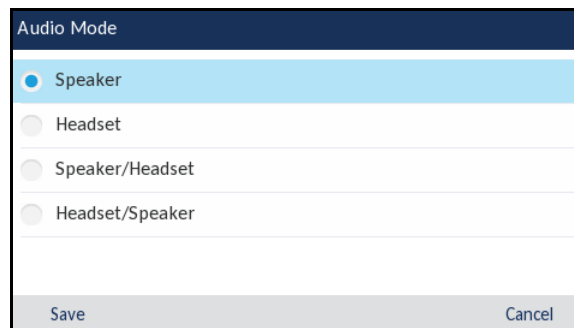 Audio Mode
Speaker
Headset
Speaker/Headset
Headset/Speaker
Save Cancel